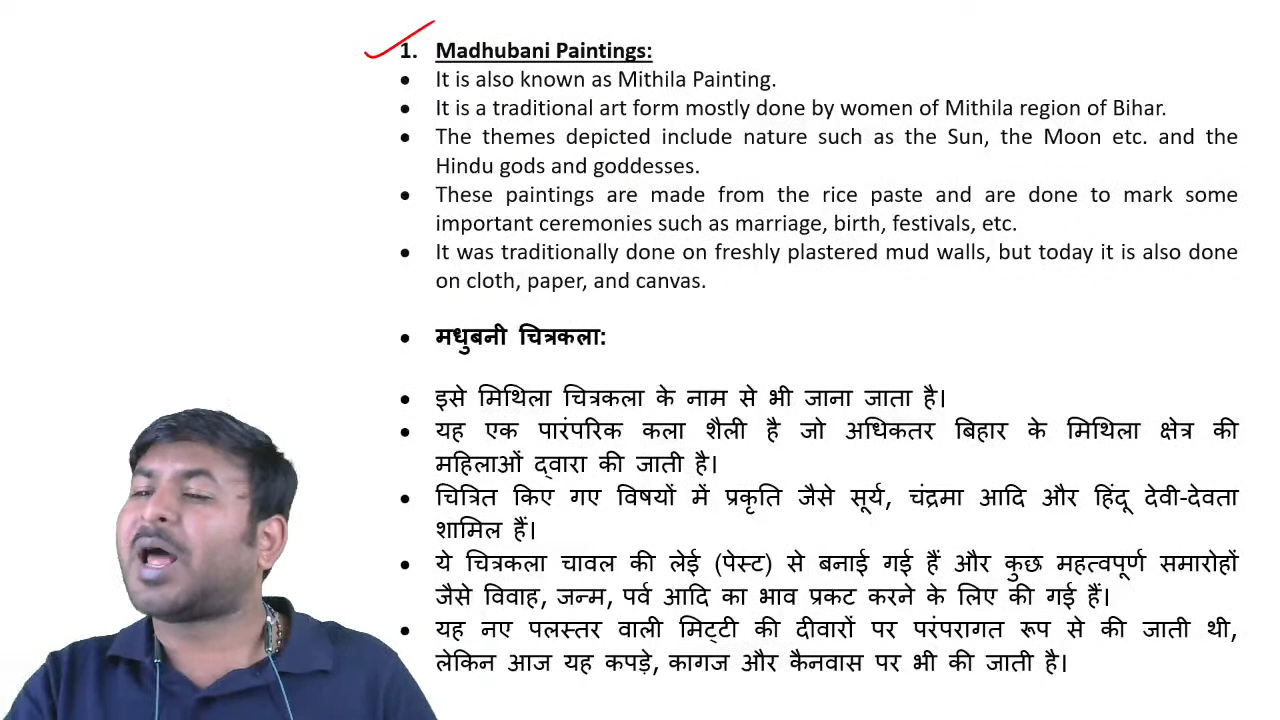 1. Madhubani Paintings:
• It is also known as Mithila Painting.
• It is a traditional art form mostly done by women of Mithila region of Bihar.
• The themes depicted include nature such as the Sun, the Moon etc. and the
Hindu gods and goddesses.
• These paintings are made from the rice paste and are done to mark some
important ceremonies such as marriage, birth, festivals, etc.
• It was traditionally done on freshly plastered mud walls, but today it is also done
on cloth, paper, and canvas.
• मधुबनी चित्रकला:
• इसे मिथिला चित्रकला के नाम से भी जाना जाता है।
• यह एक पारंपरिक कला शैली है जो अधिकतर बिहार के मिथिला क्षेत्र की
महिलाओं द्वारा की जाती है।
• चित्रित किए गए विषयों में प्रकृति जैसे सूर्य, चंद्रमा आदि और हिंदू देवी-देवता
शामिल हैं।
• ये चित्रकला चावल की लेई (पेस्ट) से बनाई गई हैं और कुछ महत्वपूर्ण समारोहों
जैसे विवाह, जन्म, पर्व आदि का भाव प्रकट करने के लिए की गई हैं।
• यह नए पलस्तर वाली मिट्टी की दीवारों पर परंपरागत रूप से की जाती थी,
लेकिन आज यह कपड़े, कागज और कैनवास पर भी की जाती है।